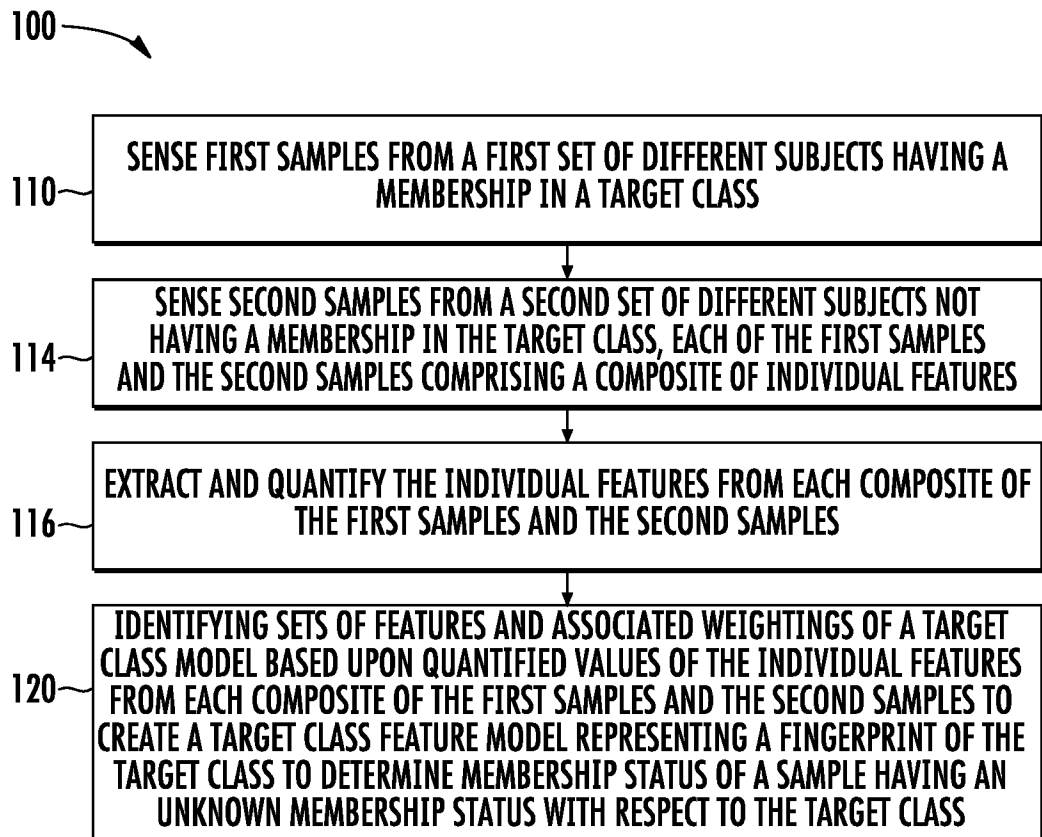 100
SENSE FIRST SAMPLES FROM A FIRST SET OF DIFFERENT SUBJECTS HAVING A
MEMBERSHIP IN A TARGET CLASS
110
SENSE SECOND SAMPLES FROM A SECOND SET OF DIFFERENT SUBJECTS NOT
HAVING A MEMBERSHIP IN THE TARGET CLASS, EACH OF THE FIRST SAMPLES
AND THE SECOND SAMPLES COMPRISING A COMPOSITE OF INDIVIDUAL FEATURES
114
EXTRACT AND QUANTIFY THE INDIVIDUAL FEATURES FROM EACH COMPOSITE OF
THE FIRST SAMPLES AND THE SECOND SAMPLES
116
IDENTIFYING SETS OF FEATURES AND ASSOCIATED WEIGHTINGS OF A TARGET
CLASS MODEL BASED UPON QUANTIFIED VALUES OF THE INDIVIDUAL FEATURES
FROM EACH COMPOSITE OF THE FIRST SAMPLES AND THE SECOND SAMPLES TO
CREATE A TARGET CLASS FEATURE MODEL REPRESENTING A FINGERPRINT OF THE
TARGET CLASS TO DETERMINE MEMBERSHIP STATUS OF A SAMPLE HAVING AN
UNKNOWN MEMBERSHIP STATUS WITH RESPECT TO THE TARGET CLASS
120